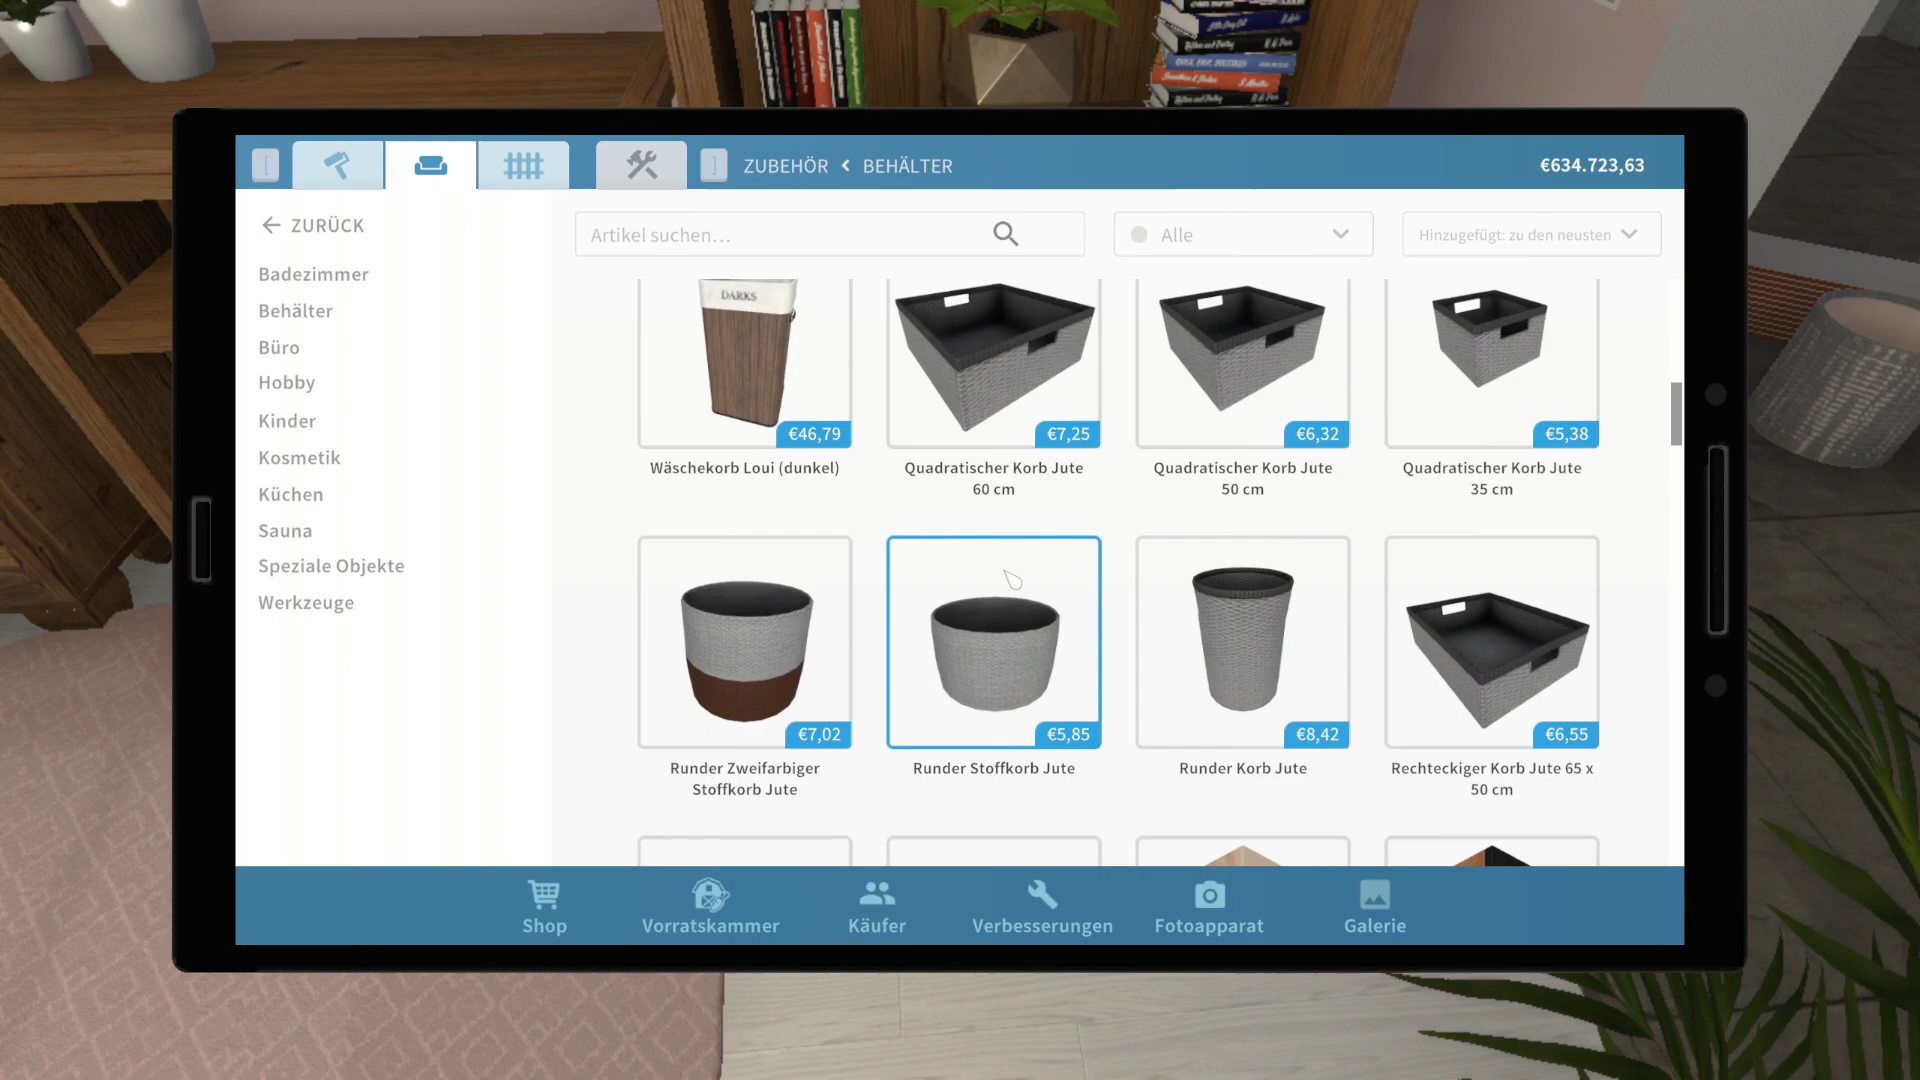 [
]
ZUBEHÖR < BEHÄLTER
€634.723,63
ZURÜCK
Badezimmer
Behälter
Büro
Hobby
Kinder
Kosmetik
Küchen
Sauna
Speziale Objekte
Werkzeuge
Artikel suchen...
Alle
Hinzugefügt: zu den neusten
DARKS
€46,79
€7,25
€6,32
€5,38
Wäschekorb Loui (dunkel)
Quadratischer Korb Jute
60 cm
Quadratischer Korb Jute
50 cm
Quadratischer Korb Jute
35 cm
€7,02
€5,85
€8,42
€6,55
Runder Zweifarbiger
Stoffkorb Jute
Runder Stoffkorb Jute
Runder Korb Jute
Rechteckiger Korb Jute 65 x
50 cm
Shop
Vorratskammer
Käufer
Verbesserungen
Fotoapparat
Galerie